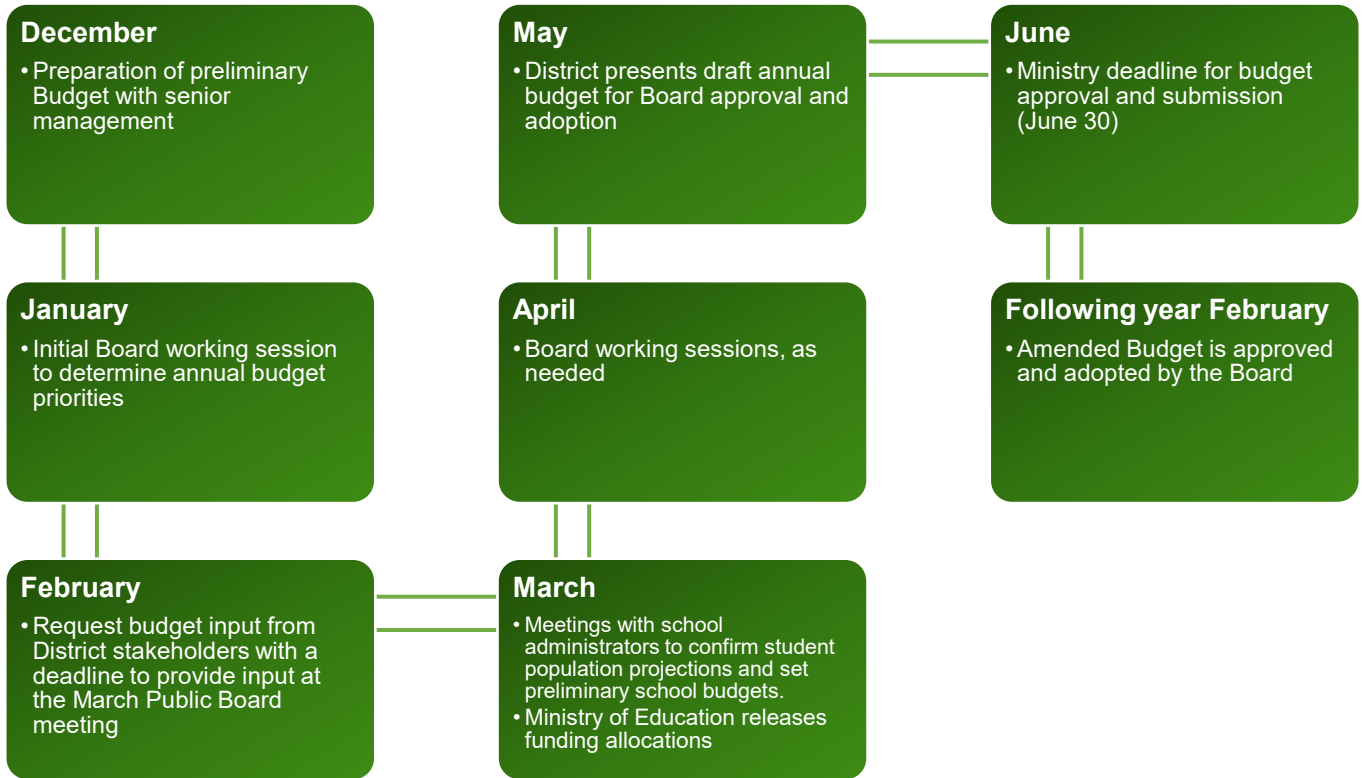 December
• Preparation of preliminary
Budget with senior
management
January
• Initial Board working session
to determine annual budget
priorities
February
• Request budget input from
District stakeholders with a
deadline to provide input at
the March Public Board
meeting
March
• Meetings with school
administrators to confirm student
population projections and set
preliminary school budgets.
• Ministry of Education releases
funding allocations
April
• Board working sessions, as
needed
May
• District presents draft annual
budget for Board approval and
adoption
June
• Ministry deadline for budget
approval and submission
(June 30)
Following year February
• Amended Budget is approved
and adopted by the Board